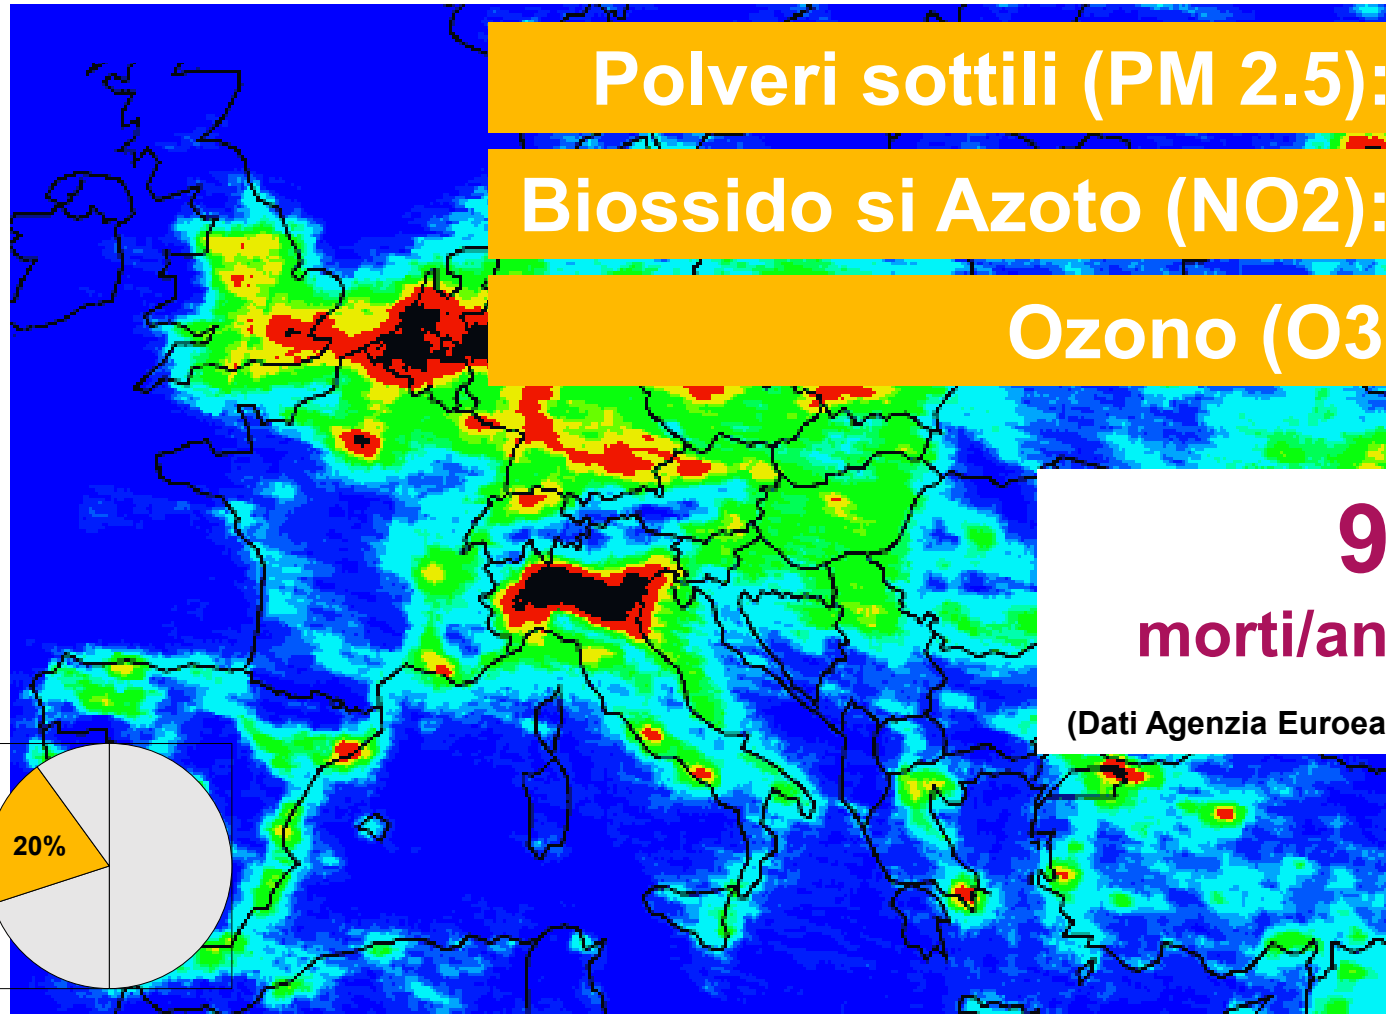 Polveri sottili (PM 2.5):
Biossido si Azoto (NO2):
Ozono (O3
9
morti/an
(Dati Agenzia Euroea
20%